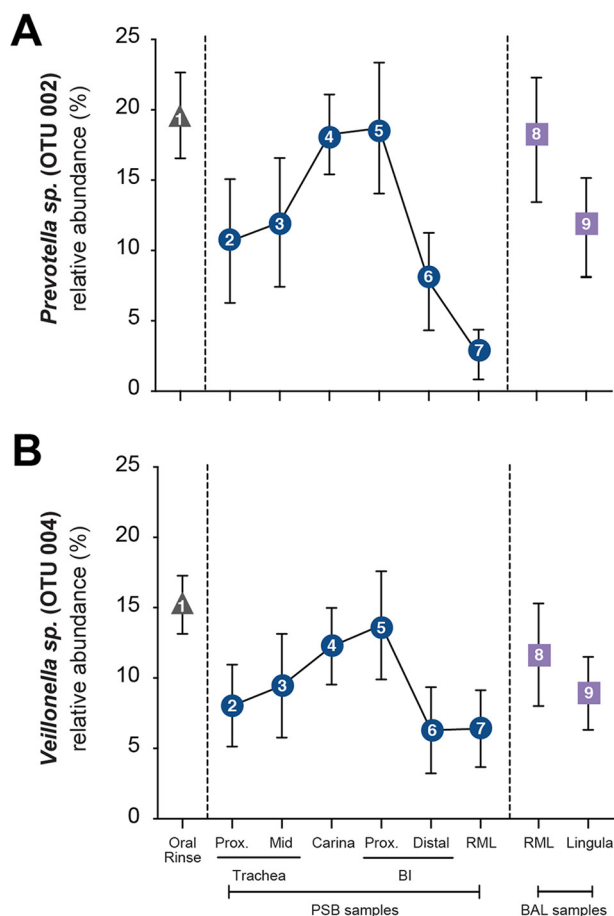 A
Prevotella sp. (OTU 002)
relative abundance (%)
25
20
15
10
5
0
1
2
3
4
5
6
7
8
9
B
Veillonella sp. (OTU 004)
relative abundance (%)
25
20
15
10
5
0
1
2
3
4
5
6
7
8
9
Oral
Rinse
Prox.
Mid
Carina
Prox.
Distal
RML
RML
Lingula
Trachea
BI
PSB samples
BAL samples